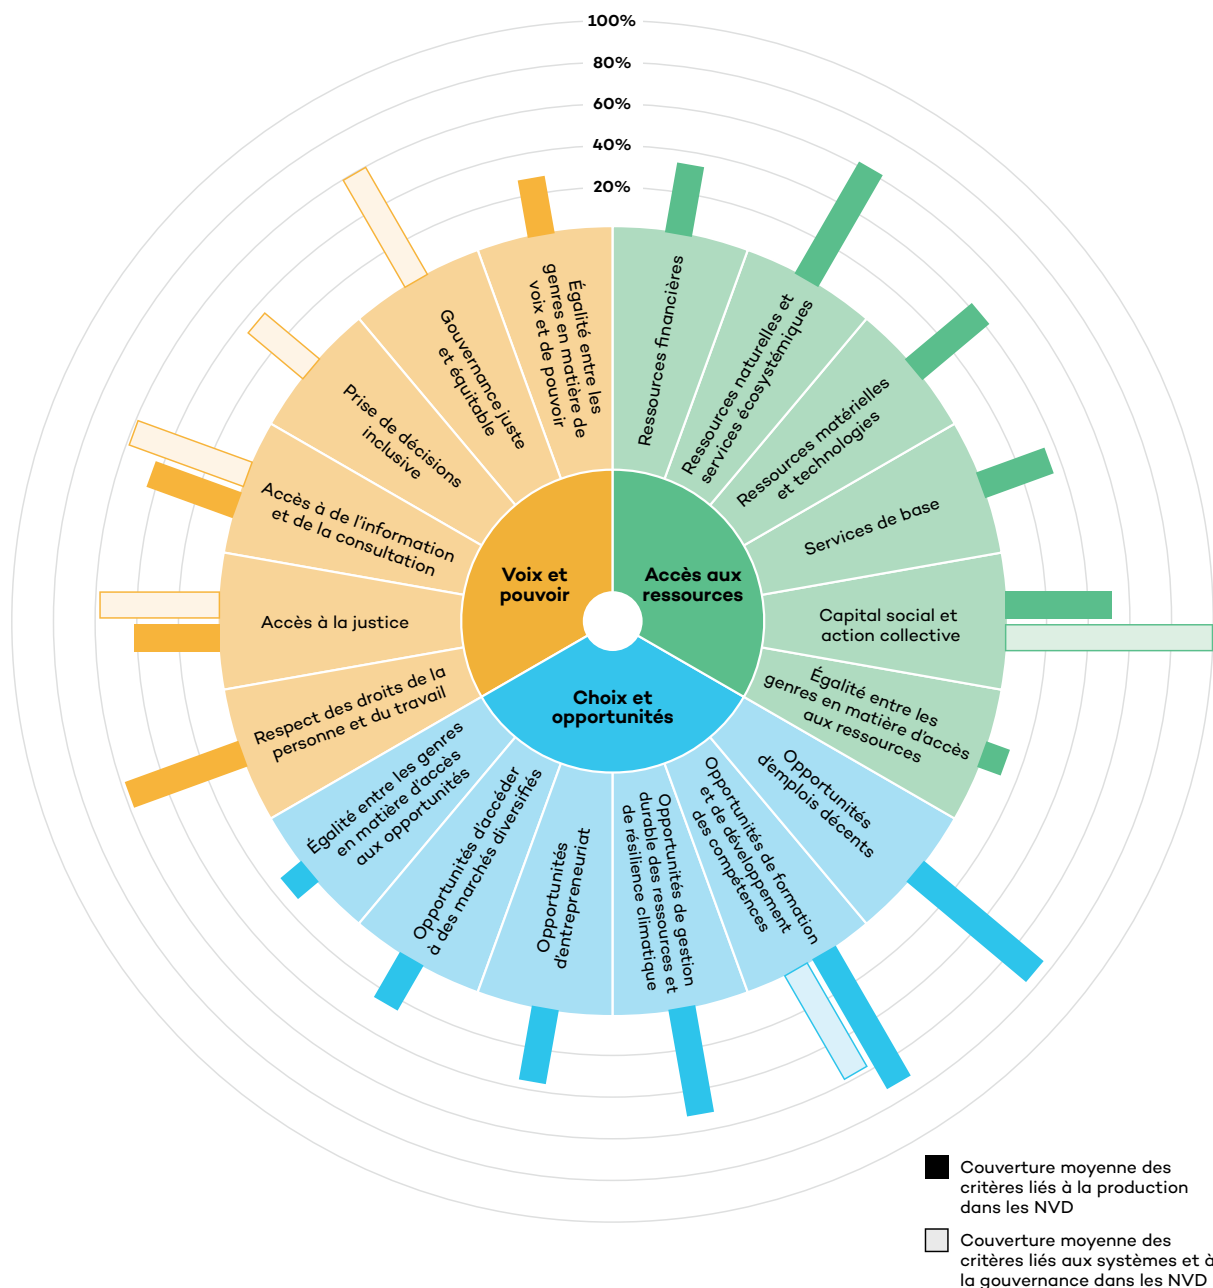 100%
80%
60%
40%
20%
Ressources financières
Ressources naturelles et
services écosystémiques
Ressources matérielles
et technologies
Services de base
Capital social et
action collective
Égalité entre les
genres en matière d'accès
aux ressources
Opportunités
d'emplois décents
Opportunités de formation
et de développement
des compétences
Opportunités de gestion
durable des ressources et
de résilience climatique
Opportunités
d'entrepreneuriat
Opportunités d'accéder
à des marchés diversifiés
Égalité entre les genres
en matière d'accès
aux opportunités
Respect des droits de la
personne et du travail
Accès à la justice
Accès à de l'information
et de la consultation
Prise de décisions
inclusive
Gouvernance juste
et équitable
Égalité entre les
genres en matière de
voix et de pouvoir
Voix et
pouvoir
Accès aux
ressources
Choix et
opportunités
Couverture moyenne des
critères liés à la production
dans les NVD
Couverture moyenne des
critères liés aux systèmes et à
la gouvernance dans les NVD